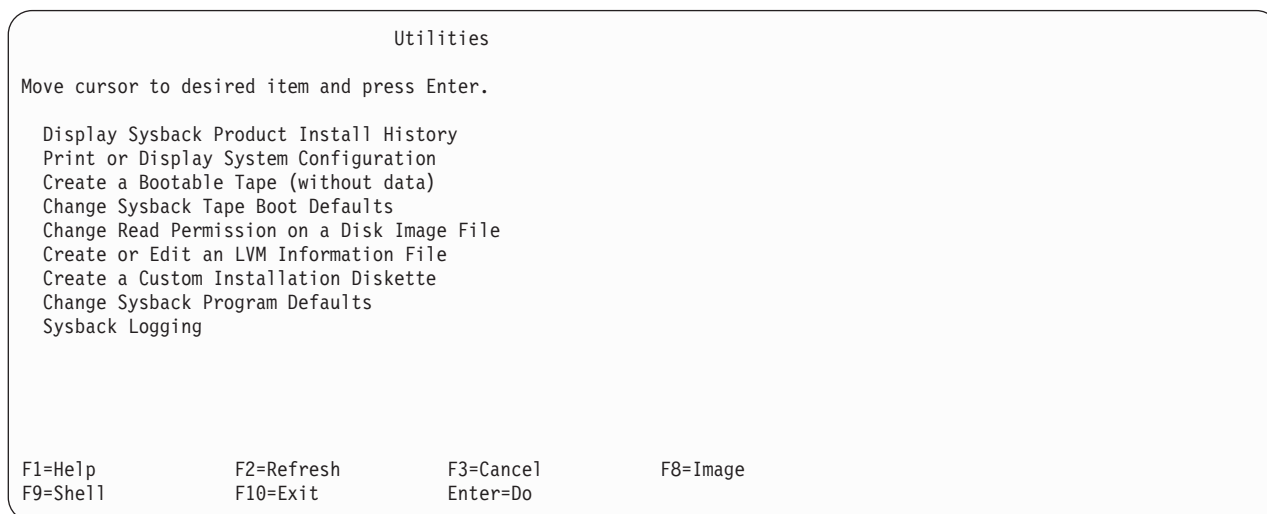 Utilities
Move cursor to desired item and press Enter.
Display Sysback Product Install History
Print or Display System Configuration
Create a Bootable Tape (without data)
Change Sysback Tape Boot Defaults
Change Read Permission on a Disk Image File
Create or Edit an LVM Information File
Create a Custom Installation Diskette
Change Sysback Program Defaults
Sysback Logging
F1=Help F2=Refresh F3=Cancel F8=Image
F9=Shell F10=Exit Enter=Do